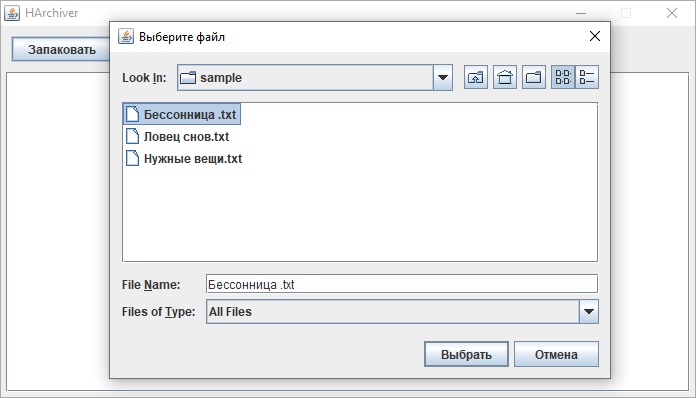 HArchiver
Выберите файл
Запаковать
Look In:
sample
Бессонница .txt
Ловец снов.txt
Нужные вещи.txt
File Name:
Бессонница .txt
Files of Type:
All Files
Выбрать
Отмена